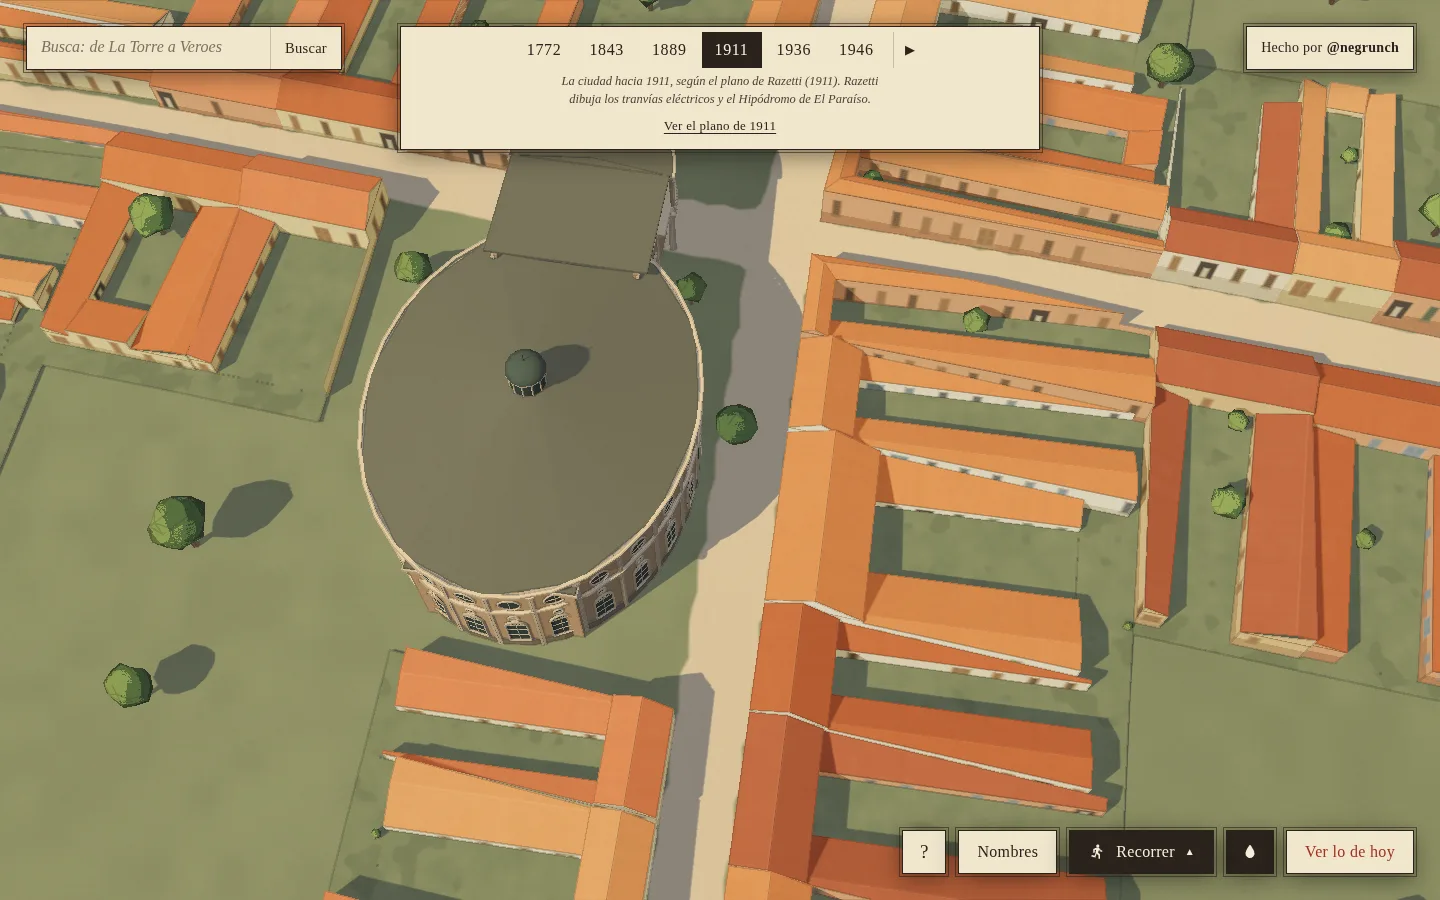 Busca: de La Torre a Veroes
Buscar
1772 1843 1889 1911 1936 1946
La ciudad hacia 1911, según el plano de Razetti (1911). Razetti
dibuja los tranvías eléctricos y el Hipódromo de El Paraíso.
Ver el plano de 1911
Hecho por @negrunch
?
Nombres
Recorrer
Ver lo de hoy